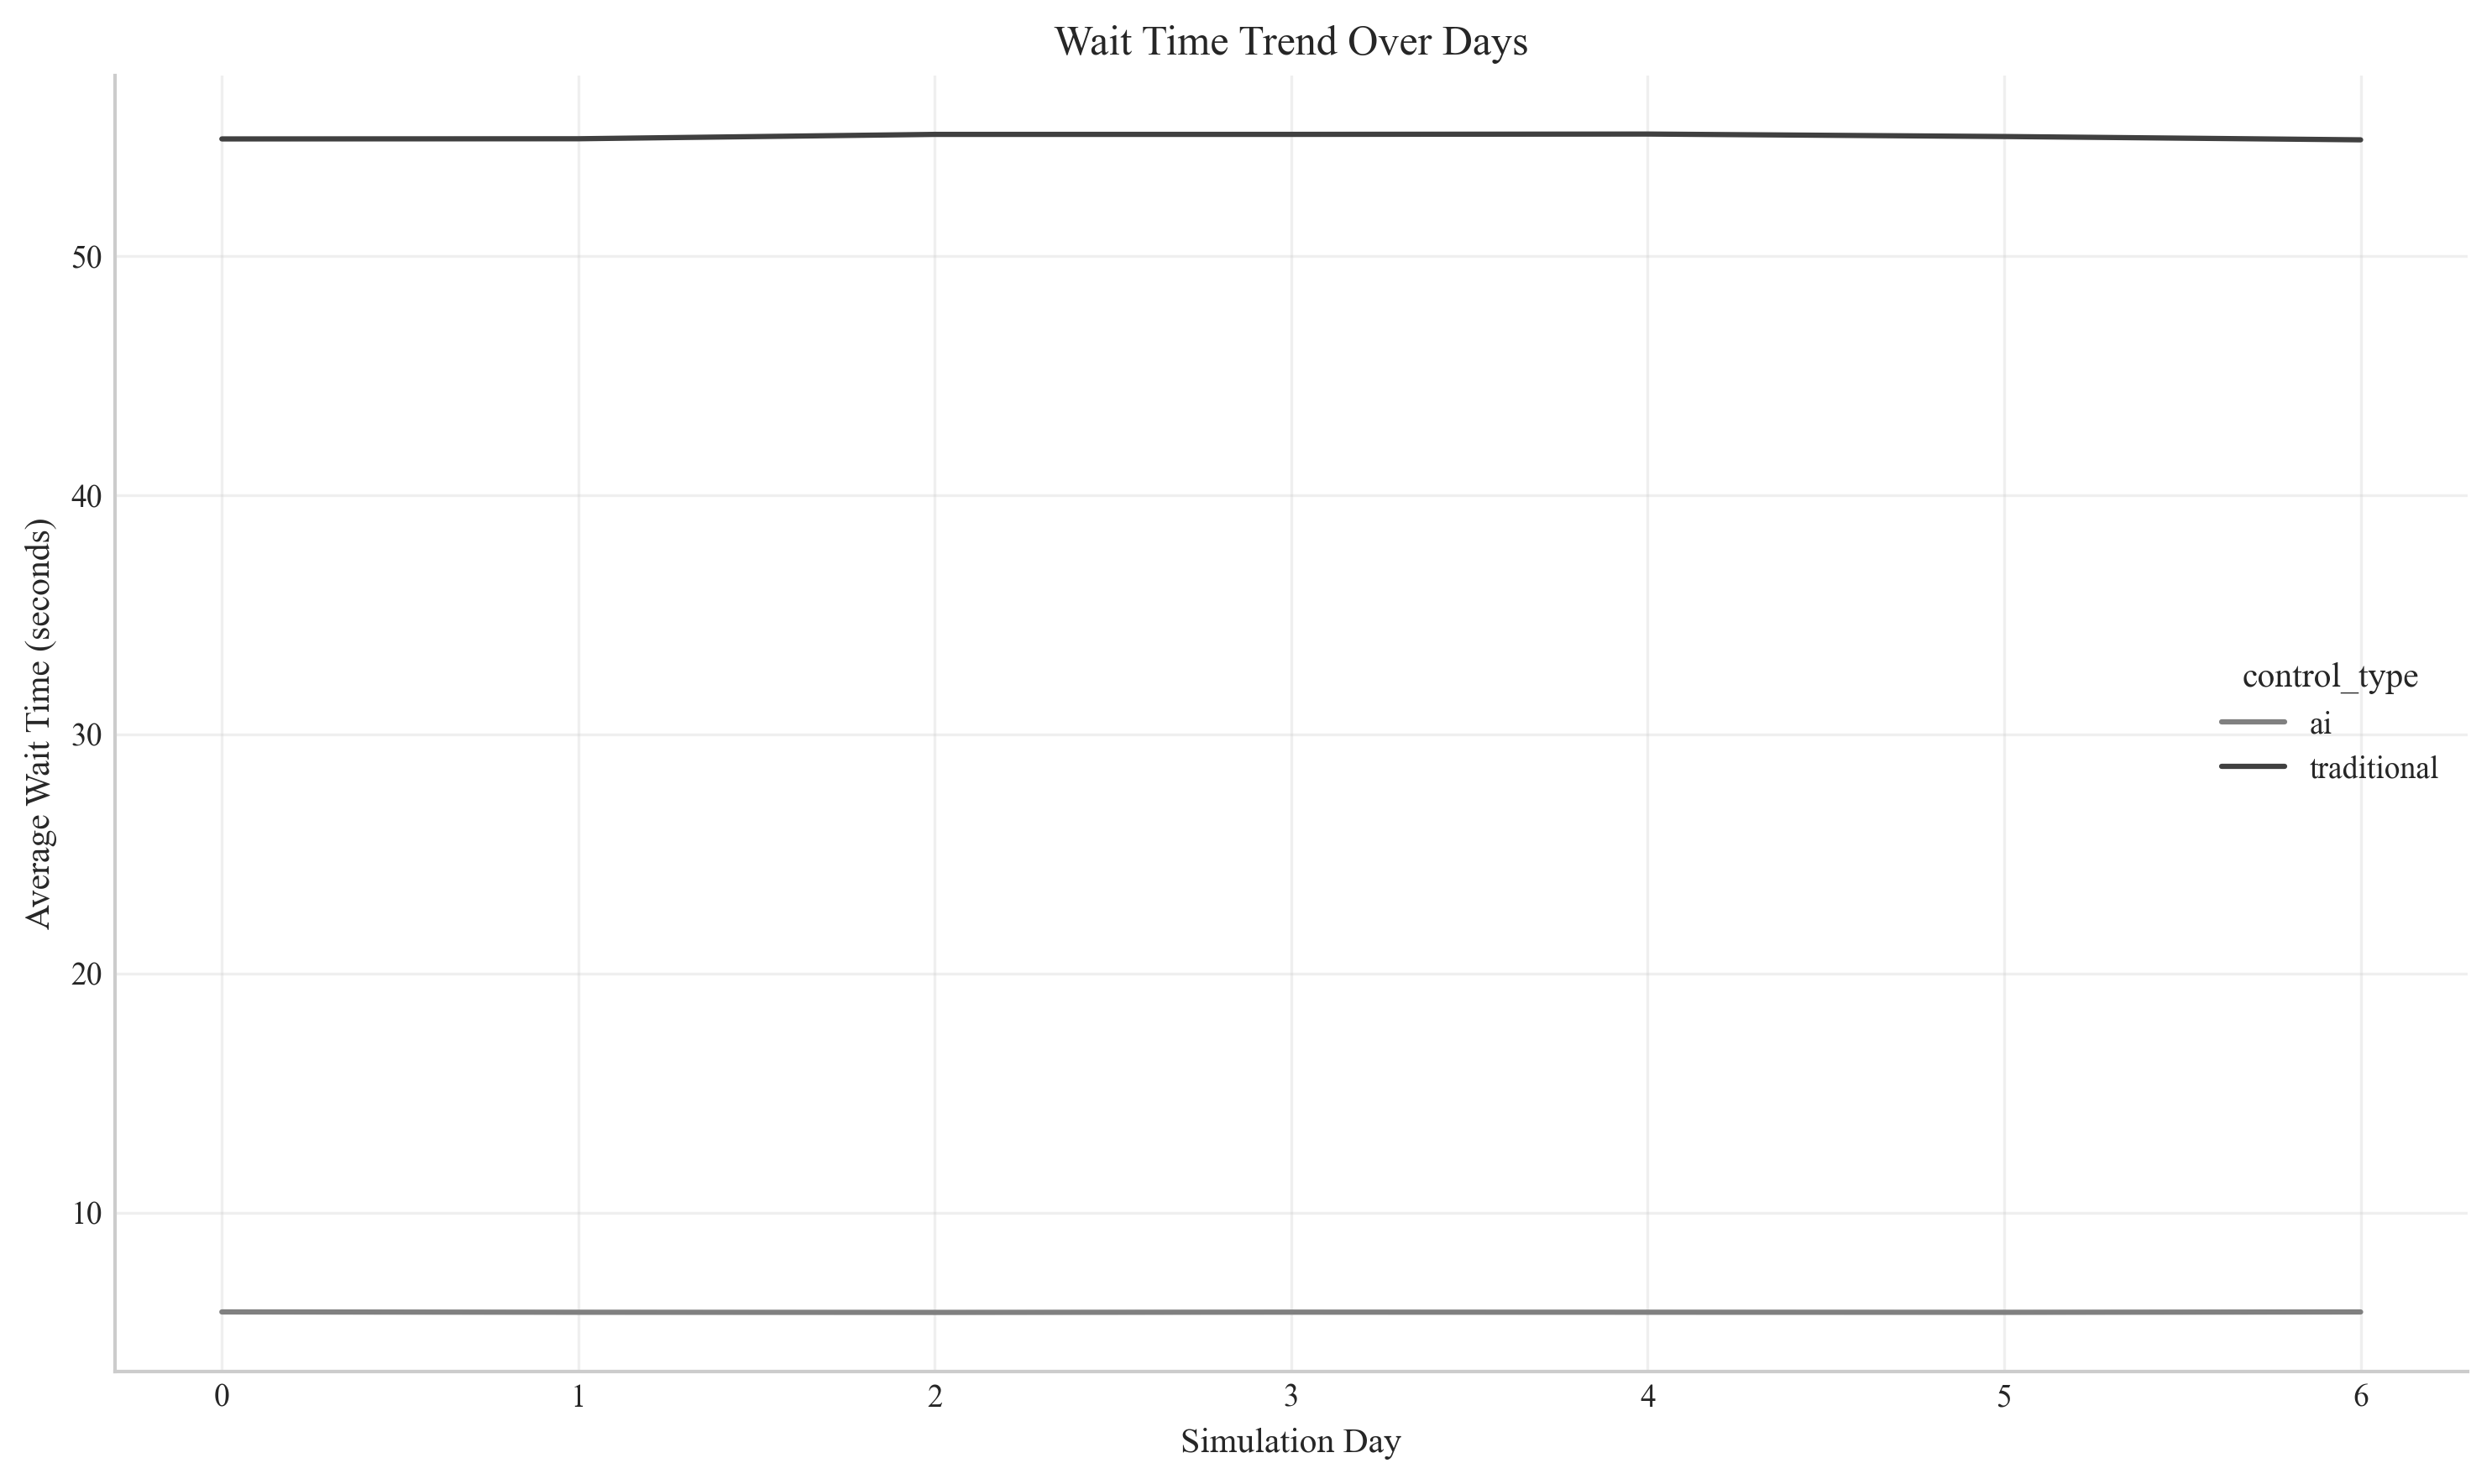 Wait Time Trend Over Days
Average Wait Time (seconds)
50
40
30
20
10
control_type
ai
traditional
0 1 2 3 4 5 6
Simulation Day